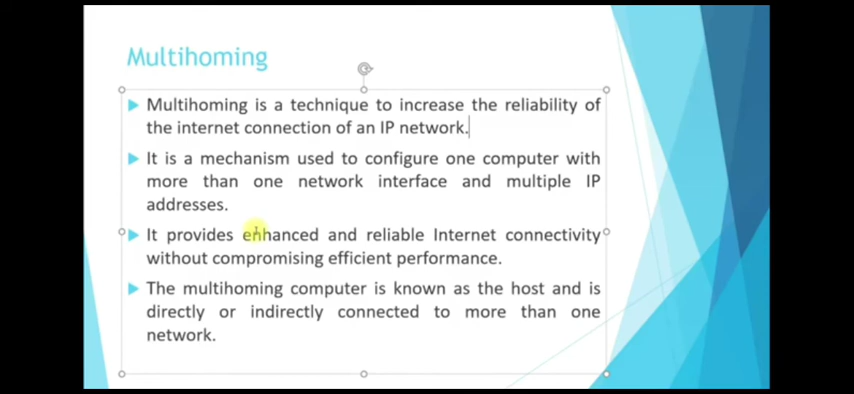 Multihoming
Multihoming is a technique to increase the reliability of
the internet connection of an IP network.
It is a mechanism used to configure one computer with
more than one network interface and multiple IP
addresses.
It provides enhanced and reliable Internet connectivity
without compromising efficient performance.
The multihoming computer is known as the host and is
directly or indirectly connected to more than one
network.